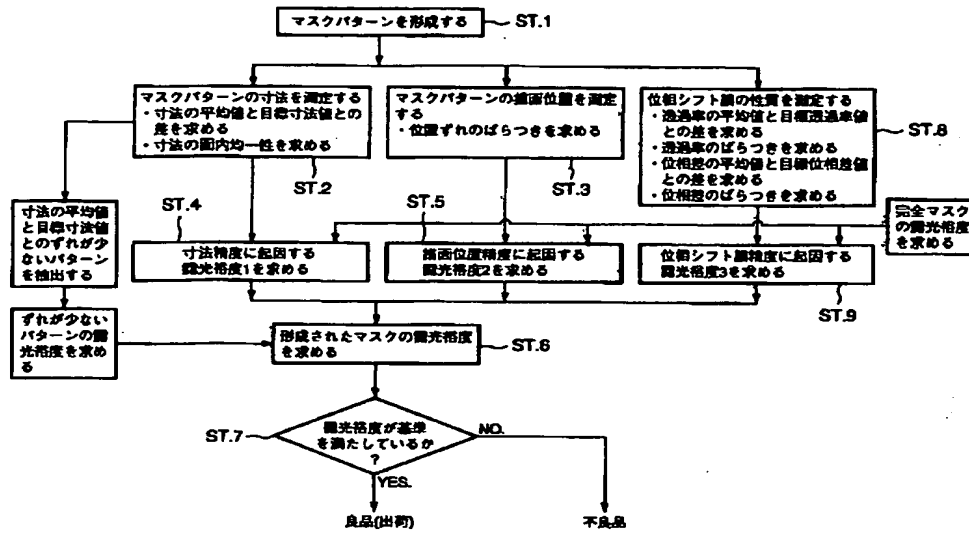 マスクパターンを形成する
ST.1
マスクパターンの寸法を測定する
・寸法の平均値と目標寸法値との
差を求める
・寸法の面内均一性を求める
ST.2
マスクパターンの描画位置を測定
する
・位置ずれのばらつきを求める
ST.3
位相シフト膜の性質を測定する
・透過率の平均値と目標透過率値
との差を求める
・透過率のばらつきを求める
・位相差の平均値と目標位相差値
との差を求める
・位相差のばらつきを求める
ST.8
寸法の平均値
と目標寸法値
とのずれが少
ないパターン
を抽出する
ST.4
寸法精度に起因する
露光裕度1を求める
ST.5
描画位置精度に起因する
露光裕度2を求める
位相シフト膜精度に起因する
露光裕度3を求める
ST.9
完全マスク
の露光裕度
を求める
ずれが少ない
パターンの露
光裕度を求め
る
形成されたマスクの露光裕度
を求める
ST.6
ST.7
露光裕度が基準
を満たしているか
?
NO.
YES.
良品(出荷)
不良品